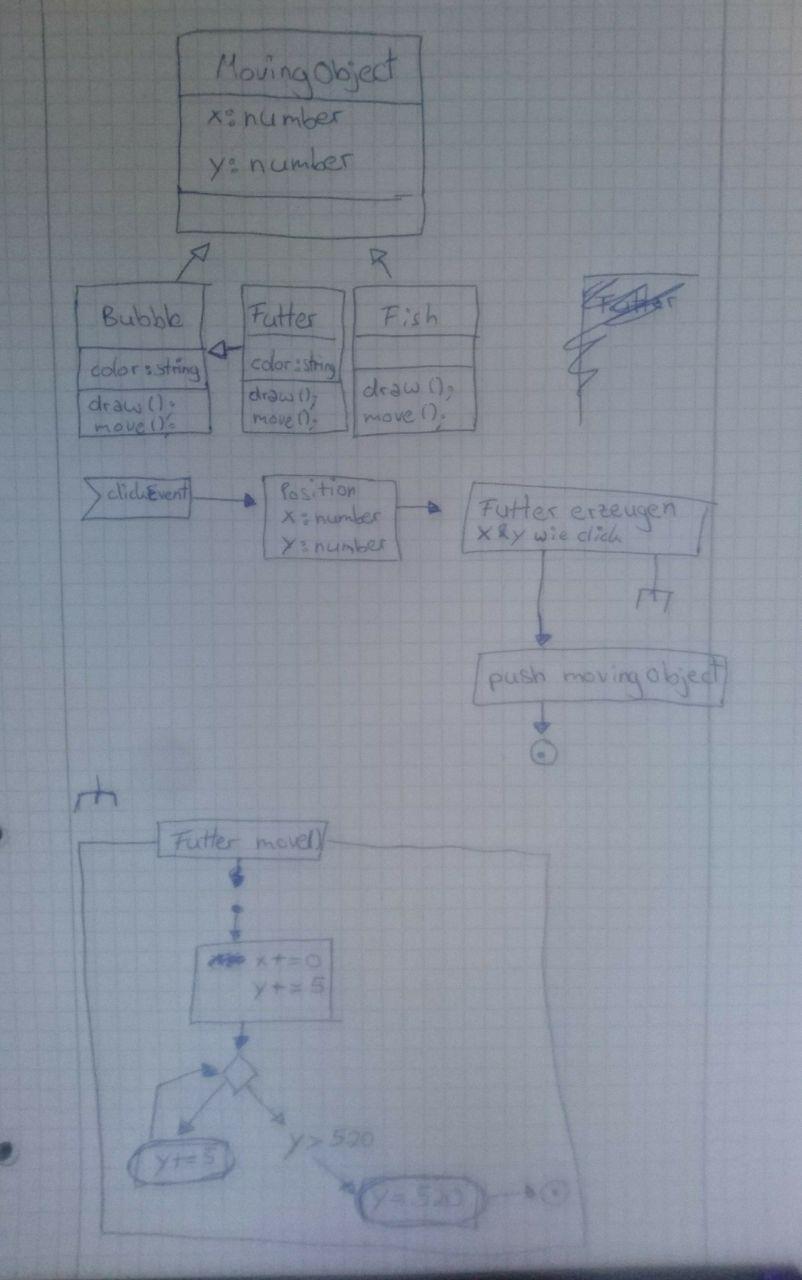 MovingObject
x: number
y: number
Bubble
color: string
draw();
move();
Futter
color: string
draw();
move();
Fish
draw();
move();
Futter
clickEvent
Position
x: number
y: number
Futter erzeugen
x & y wie click
push movingObject
Futter move()
x += 0
y += 5
y += 5
y > 520
y = 520